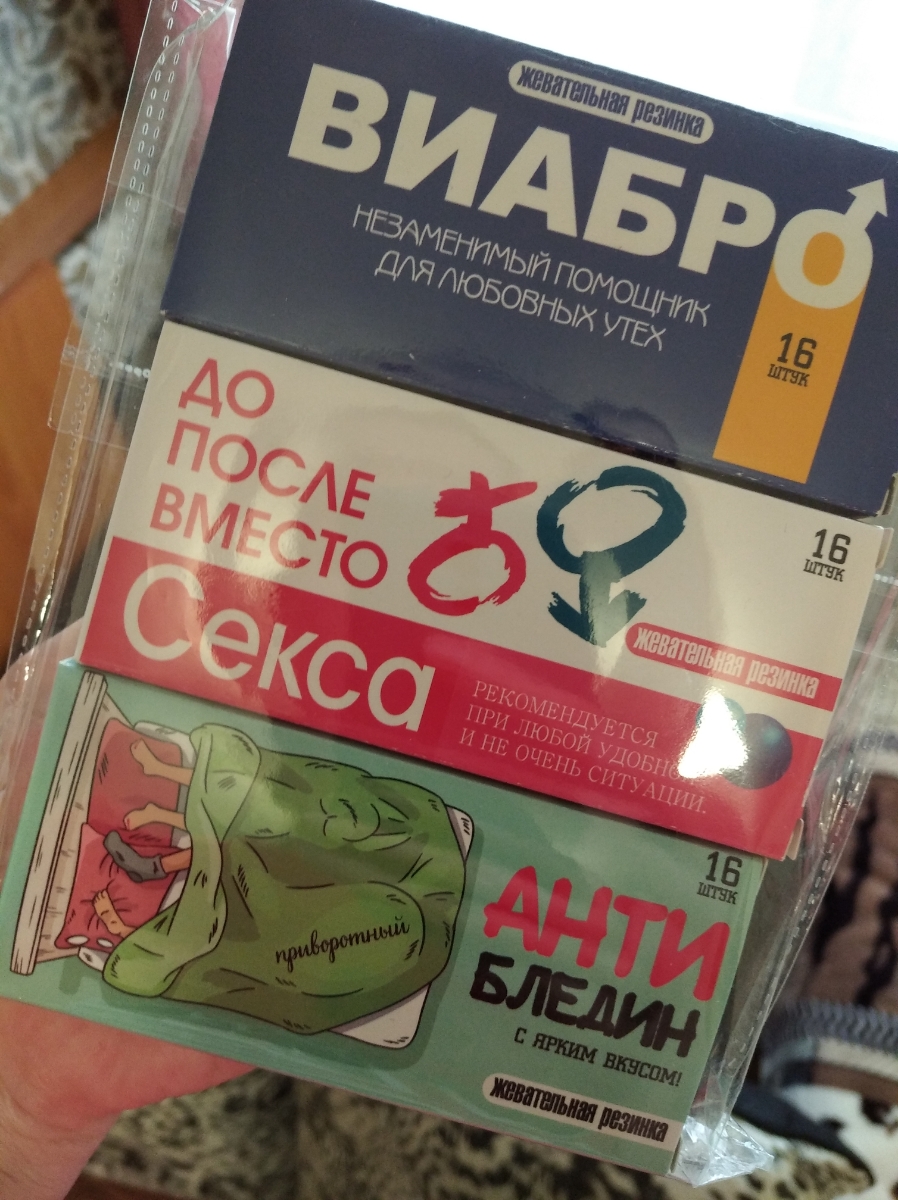 жевательная резинка
ВИАБРО
НЕЗАМЕНИМЫЙ ПОМОЩНИК
ДЛЯ ЛЮБОВНЫХ УТЕХ
16
ШТУК
ДО
ПОСЛЕ
ВМЕСТО
Секса
16
ШТУК
жевательная резинка
РЕКОМЕНДУЕТСЯ
ПРИ ЛЮБОЙ УДОБНО
И НЕ ОЧЕНЬ СИТУАЦИИ.
16
ШТУК
приворотный
АНТИ
БЛЕДИН
С ЯРКИМ ВКУСОМ!
жевательная резинка